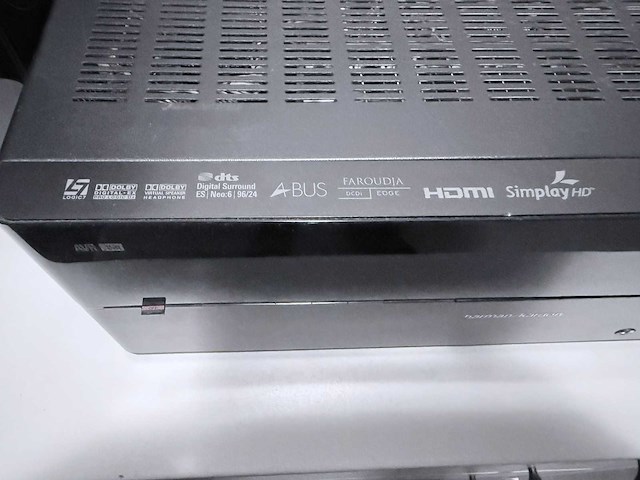 LOGIC7
DOLBY
DIGITAL·EX
PRO·LOGIC IIx
DOLBY
VIRTUAL SPEAKER
HEADPHONE
dts
Digital Surround
ES | Neo:6 | 96/24
A-BUS
FAROUDJA
DCDi EDGE
HDMI
Simplay HD
AVR
harman/kardon